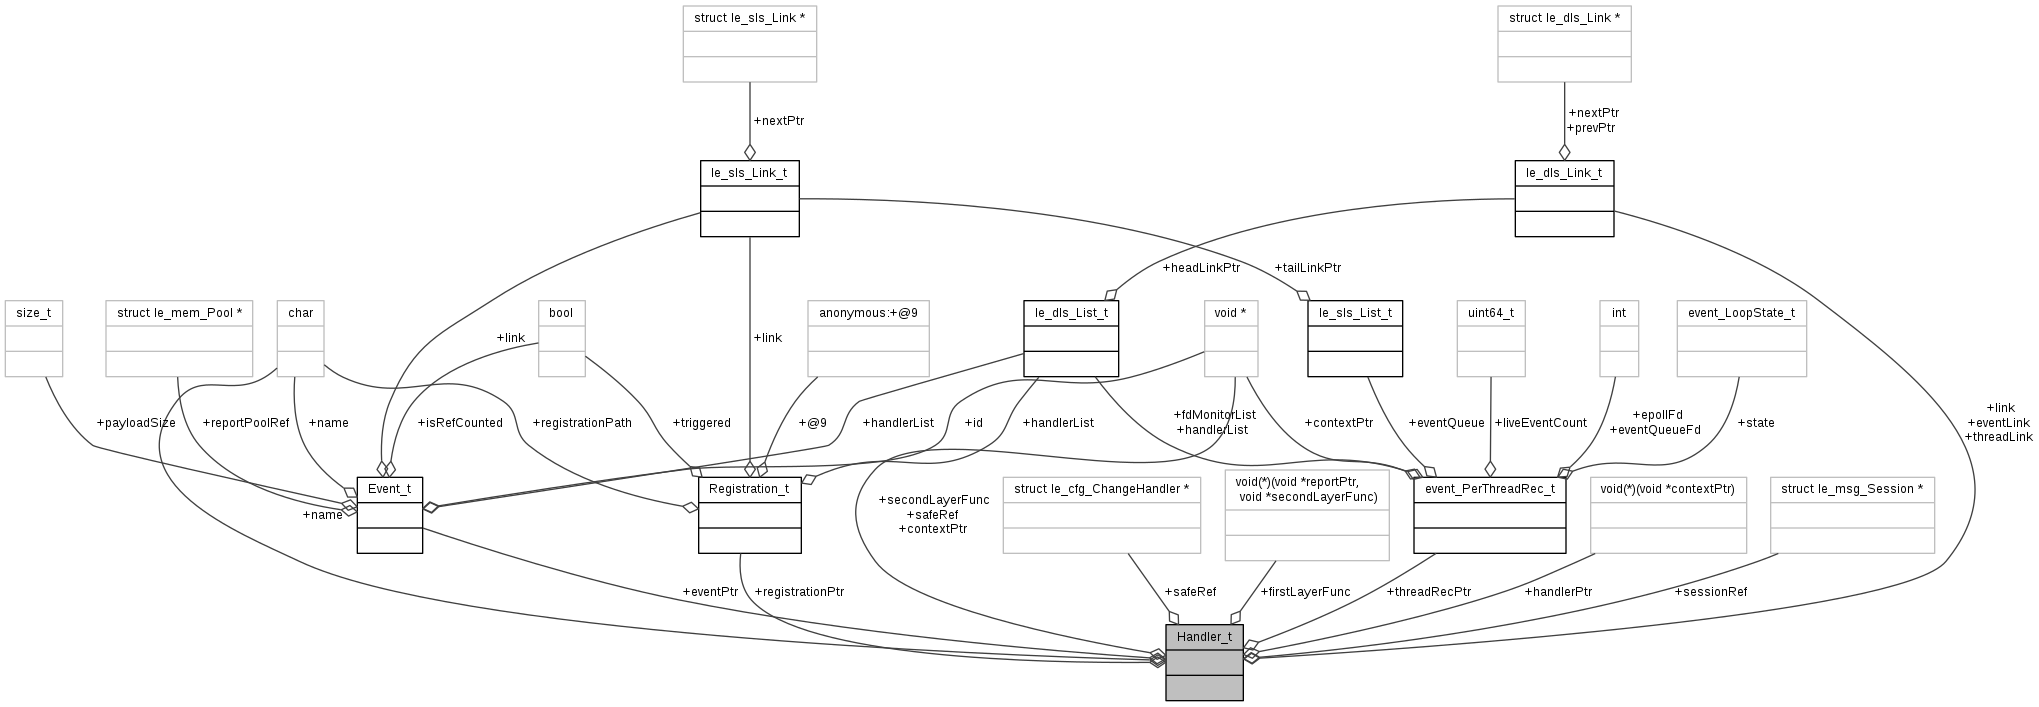 struct le_sls_Link *
struct le_dls_Link *
+nextPtr
+nextPtr
+prevPtr
le_sls_Link_t
le_dls_Link_t
+headLinkPtr
+tailLinkPtr
size_t
struct le_mem_Pool *
char
+link
bool
+link
anonymous:+@9
le_dls_List_t
void *
le_sls_List_t
uint64_t
int
event_LoopState_t
+payloadSize
+reportPoolRef
+name
+isRefCounted
+registrationPath
+triggered
+@9
+handlerList
+id
+handlerList
+fdMonitorList
+handlerList
+contextPtr
+eventQueue
+liveEventCount
+epollFd
+eventQueueFd
+state
+link
+eventLink
+threadLink
+name
Event_t
Registration_t
+secondLayerFunc
+safeRef
+contextPtr
struct le_cfg_ChangeHandler *
void(*)(void *reportPtr,
void *secondLayerFunc)
event_PerThreadRec_t
void(*)(void *contextPtr)
struct le_msg_Session *
+eventPtr
+registrationPtr
+safeRef
+firstLayerFunc
+threadRecPtr
+handlerPtr
+sessionRef
Handler_t